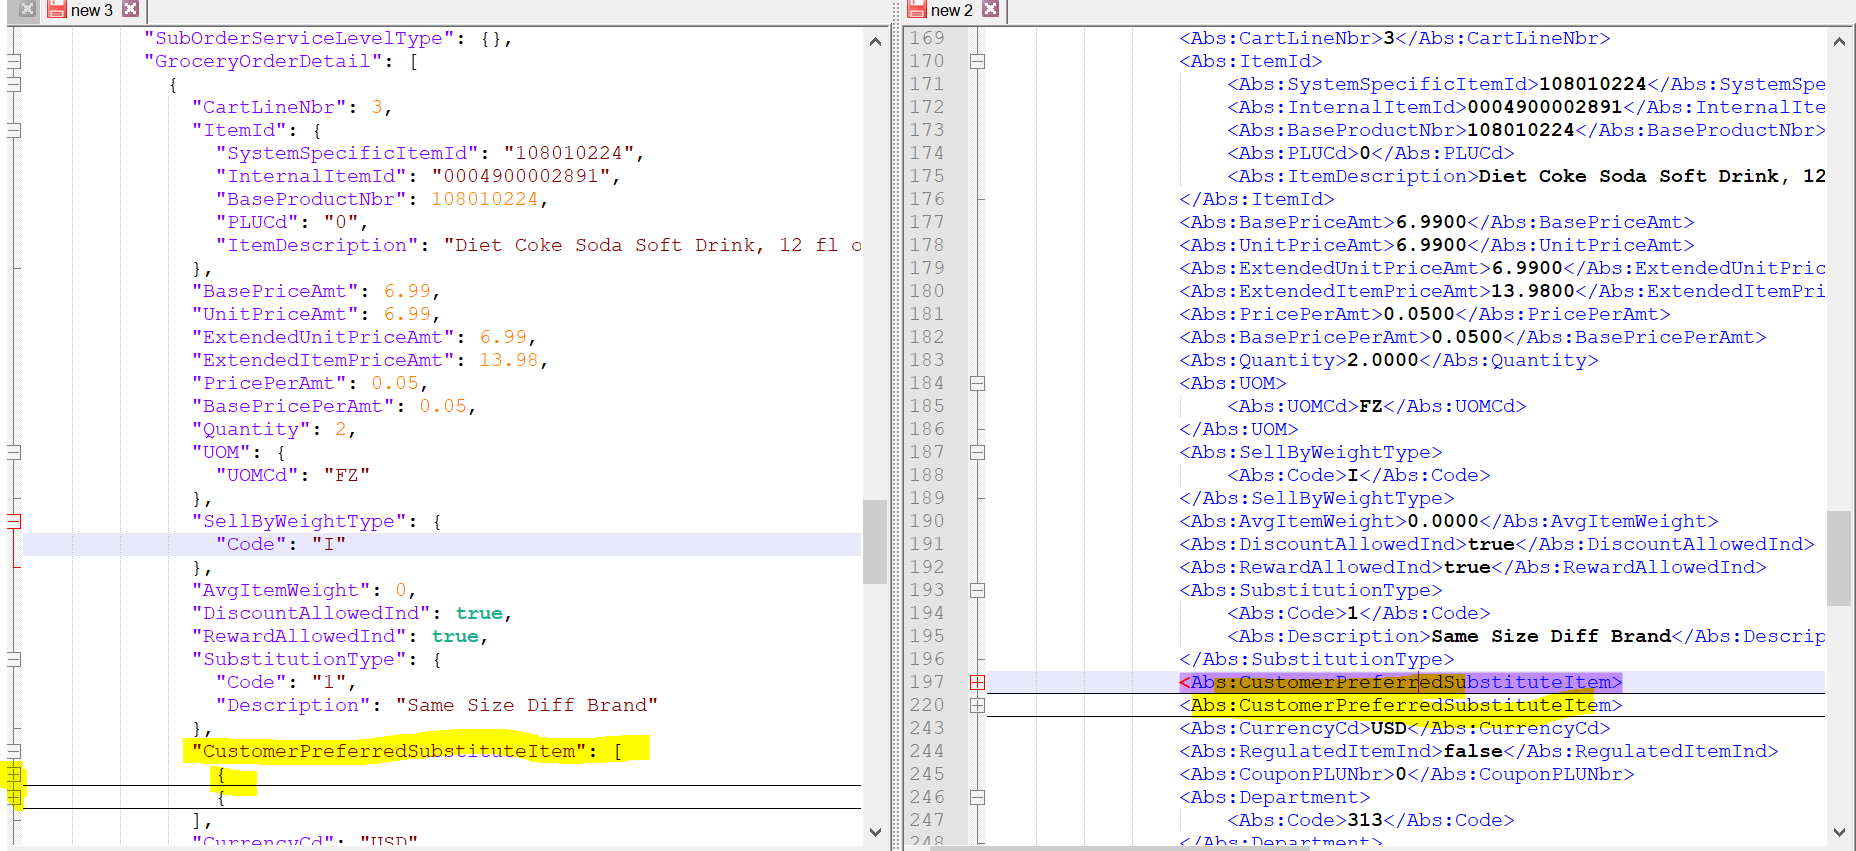 new 3
"SubOrderServiceLevelType": {},
"GroceryOrderDetail": [
{
"CartLineNbr": 3,
"ItemId": {
"SystemSpecificItemId": "108010224",
"InternalItemId": "0004900002891",
"BaseProductNbr": 108010224,
"PLUCd": "0",
"ItemDescription": "Diet Coke Soda Soft Drink, 12 fl o
},
"BasePriceAmt": 6.99,
"UnitPriceAmt": 6.99,
"ExtendedUnitPriceAmt": 6.99,
"ExtendedItemPriceAmt": 13.98,
"PricePerAmt": 0.05,
"BasePricePerAmt": 0.05,
"Quantity": 2,
"UOM": {
"UOMCd": "FZ"
},
"SellByWeightType": {
"Code": "I"
},
"AvgItemWeight": 0,
"DiscountAllowedInd": true,
"RewardAllowedInd": true,
"SubstitutionType": {
"Code": "1",
"Description": "Same Size Diff Brand"
},
"CustomerPreferredSubstituteItem": [
{
{
],
"CurrencyCd": "USD"
new 2
169 <Abs:CartLineNbr>3</Abs:CartLineNbr>
170 <Abs:ItemId>
171 <Abs:SystemSpecificItemId>108010224</Abs:SystemSpe
172 <Abs:InternalItemId>0004900002891</Abs:InternalIte
173 <Abs:BaseProductNbr>108010224</Abs:BaseProductNbr>
174 <Abs:PLUCd>0</Abs:PLUCd>
175 <Abs:ItemDescription>Diet Coke Soda Soft Drink, 12
176 </Abs:ItemId>
177 <Abs:BasePriceAmt>6.9900</Abs:BasePriceAmt>
178 <Abs:UnitPriceAmt>6.9900</Abs:UnitPriceAmt>
179 <Abs:ExtendedUnitPriceAmt>6.9900</Abs:ExtendedUnitPric
180 <Abs:ExtendedItemPriceAmt>13.9800</Abs:ExtendedItemPri
181 <Abs:PricePerAmt>0.0500</Abs:PricePerAmt>
182 <Abs:BasePricePerAmt>0.0500</Abs:BasePricePerAmt>
183 <Abs:Quantity>2.0000</Abs:Quantity>
184 <Abs:UOM>
185 <Abs:UOMCd>FZ</Abs:UOMCd>
186 </Abs:UOM>
187 <Abs:SellByWeightType>
188 <Abs:Code>I</Abs:Code>
189 </Abs:SellByWeightType>
190 <Abs:AvgItemWeight>0.0000</Abs:AvgItemWeight>
191 <Abs:DiscountAllowedInd>true</Abs:DiscountAllowedInd>
192 <Abs:RewardAllowedInd>true</Abs:RewardAllowedInd>
193 <Abs:SubstitutionType>
194 <Abs:Code>1</Abs:Code>
195 <Abs:Description>Same Size Diff Brand</Abs:Descrip
196 </Abs:SubstitutionType>
197 <Abs:CustomerPreferredSubstituteItem>
220 <Abs:CustomerPreferredSubstituteItem>
243 <Abs:CurrencyCd>USD</Abs:CurrencyCd>
244 <Abs:RegulatedItemInd>false</Abs:RegulatedItemInd>
245 <Abs:CouponPLUNbr>0</Abs:CouponPLUNbr>
246 <Abs:Department>
247 <Abs:Code>313</Abs:Code>
248 </Abs:Department>